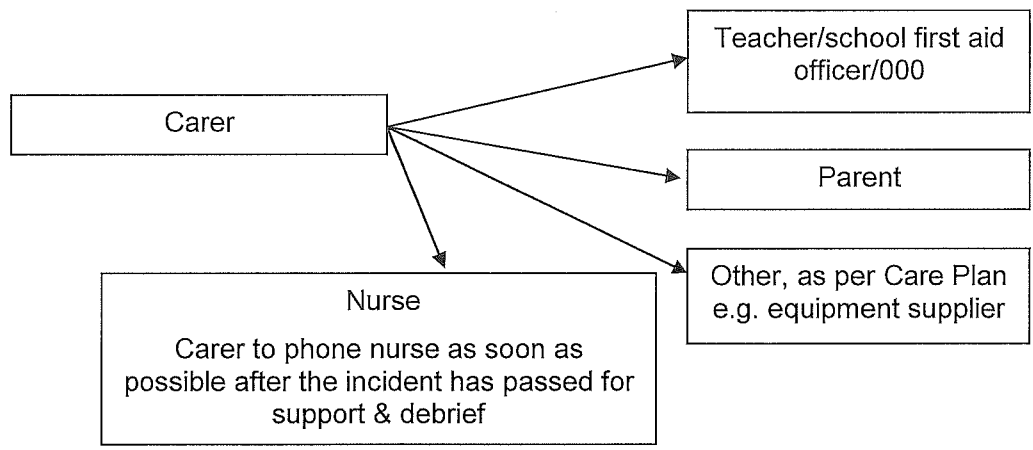 Teacher/school first aid
officer/000
Carer
Parent
Other, as per Care Plan
e.g. equipment supplier
Nurse
Carer to phone nurse as soon as
possible after the incident has passed for
support & debrief